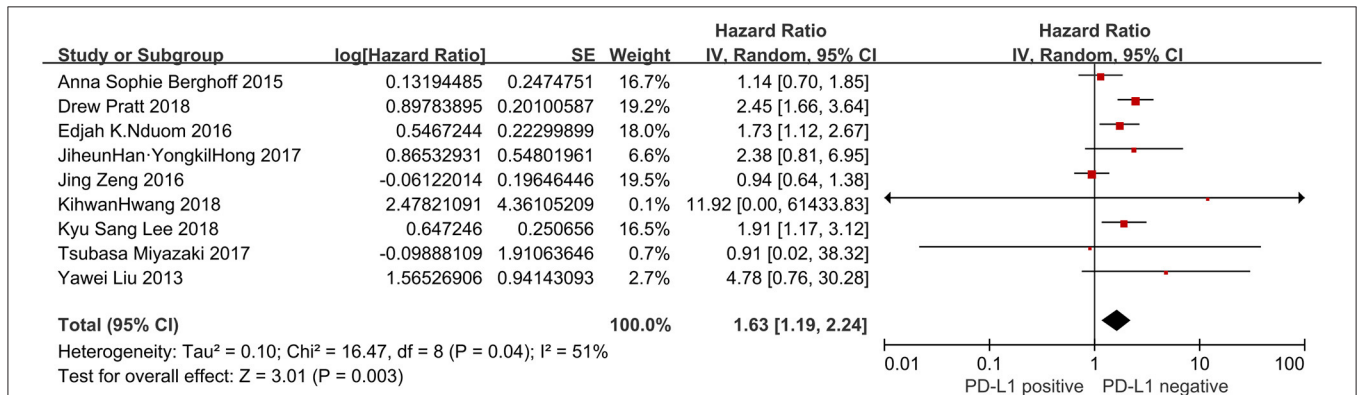 Hazard Ratio Hazard Ratio
Study or Subgroup log[Hazard Ratio] SE Weight IV, Random, 95% CI IV, Random, 95% CI
Anna Sophie Berghoff 2015 0.13194485 0.2474751 16.7% 1.14 [0.70, 1.85]
Drew Pratt 2018 0.89783895 0.20100587 19.2% 2.45 [1.66, 3.64]
Edjah K.Nduom 2016 0.5467244 0.22299899 18.0% 1.73 [1.12, 2.67]
JiheunHan·YongkilHong 2017 0.86532931 0.54801961 6.6% 2.38 [0.81, 6.95]
Jing Zeng 2016 -0.06122014 0.19646446 19.5% 0.94 [0.64, 1.38]
KihwanHwang 2018 2.47821091 4.36105209 0.1% 11.92 [0.00, 61433.83]
Kyu Sang Lee 2018 0.647246 0.250656 16.5% 1.91 [1.17, 3.12]
Tsubasa Miyazaki 2017 -0.09888109 1.91063646 0.7% 0.91 [0.02, 38.32]
Yawei Liu 2013 1.56526906 0.94143093 2.7% 4.78 [0.76, 30.28]
Total (95% CI) 100.0% 1.63 [1.19, 2.24]
Heterogeneity: Tau² = 0.10; Chi² = 16.47, df = 8 (P = 0.04); I² = 51%
Test for overall effect: Z = 3.01 (P = 0.003)
0.01 0.1 1 10 100
PD-L1 positive PD-L1 negative